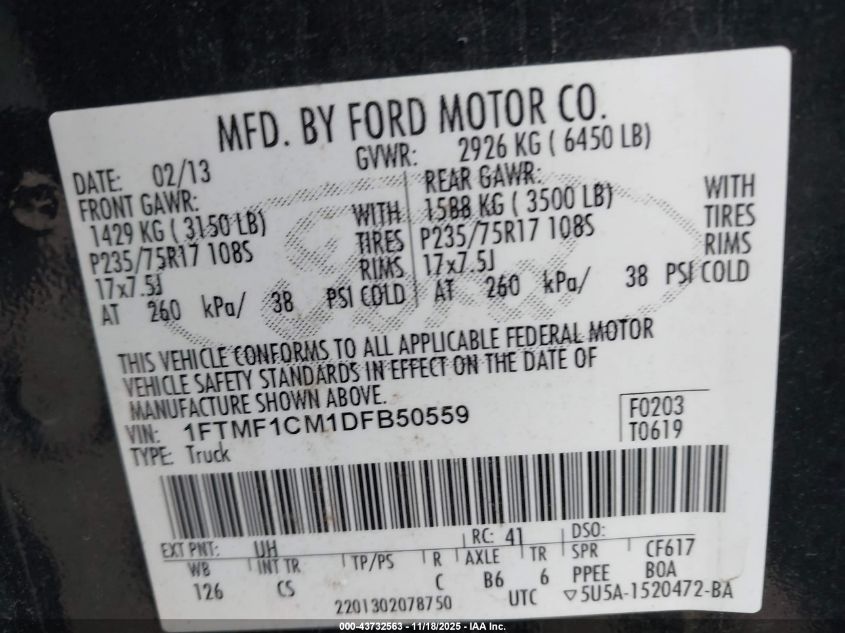 MFD. BY FORD MOTOR CO.
DATE: 02/13 GVWR: 2926 KG ( 6450 LB)
FRONT GAWR: REAR GAWR:
1429 KG ( 3150 LB) WITH 1588 KG ( 3500 LB) WITH
P235/75R17 108S TIRES P235/75R17 108S TIRES
17x7.5J RIMS 17x7.5J RIMS
AT 260 kPa/ 38 PSI COLD AT 260 kPa/ 38 PSI COLD
Ford
THIS VEHICLE CONFORMS TO ALL APPLICABLE FEDERAL MOTOR
VEHICLE SAFETY STANDARDS IN EFFECT ON THE DATE OF
MANUFACTURE SHOWN ABOVE.
VIN: 1FTMF1CM1DFB50559 F0203
TYPE: Truck T0619
EXT PNT: UH RC: 41 DSO:
WB INT TR TP/PS R AXLE TR SPR CF617
126 CS C B6 6 PPEE B0A
2201302078750 UTC ▽5U5A-1520472-BA
000-43732563 - 11/18/2025 - IAA Inc.